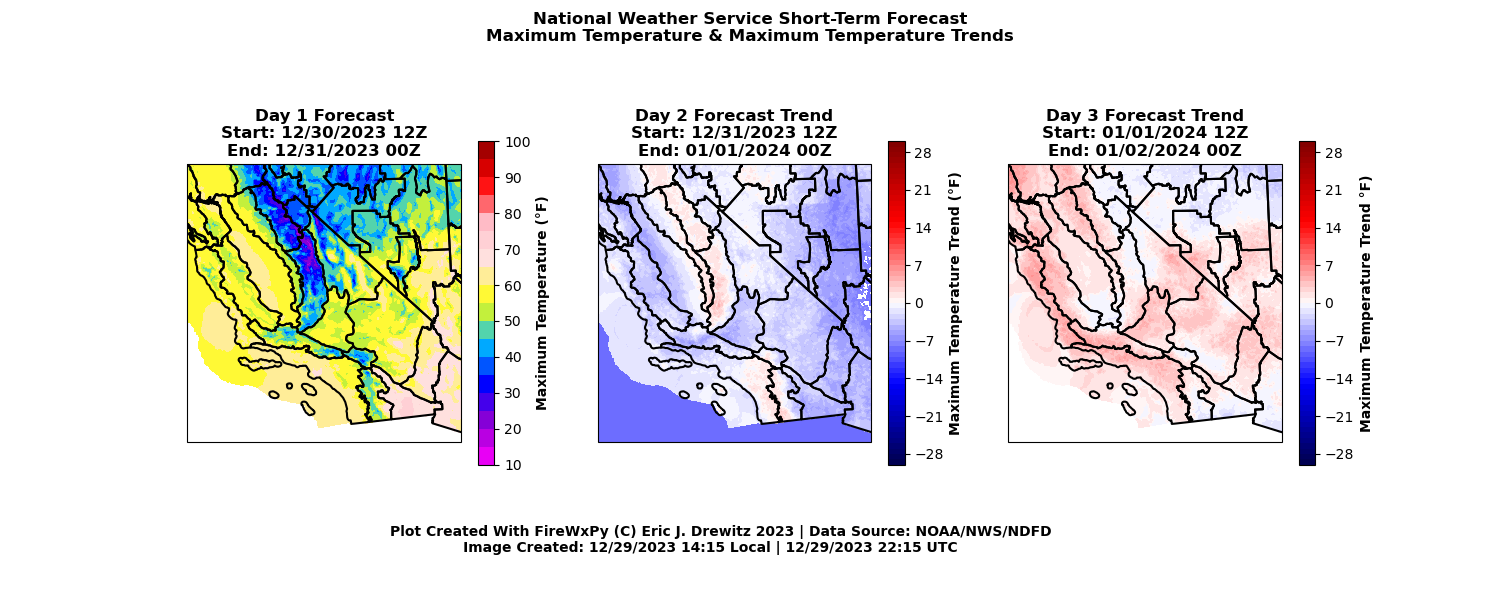 National Weather Service Short-Term Forecast
Maximum Temperature & Maximum Temperature Trends
Day 1 Forecast
Start: 12/30/2023 12Z
End: 12/31/2023 00Z
100
90
80
70
60
50
40
30
20
10
Maximum Temperature (°F)
Day 2 Forecast Trend
Start: 12/31/2023 12Z
End: 01/01/2024 00Z
28
21
14
7
0
−7
−14
−21
−28
Maximum Temperature Trend (°F)
Day 3 Forecast Trend
Start: 01/01/2024 12Z
End: 01/02/2024 00Z
28
21
14
7
0
−7
−14
−21
−28
Maximum Temperature Trend °F)
Plot Created With FireWxPy (C) Eric J. Drewitz 2023 | Data Source: NOAA/NWS/NDFD
Image Created: 12/29/2023 14:15 Local | 12/29/2023 22:15 UTC